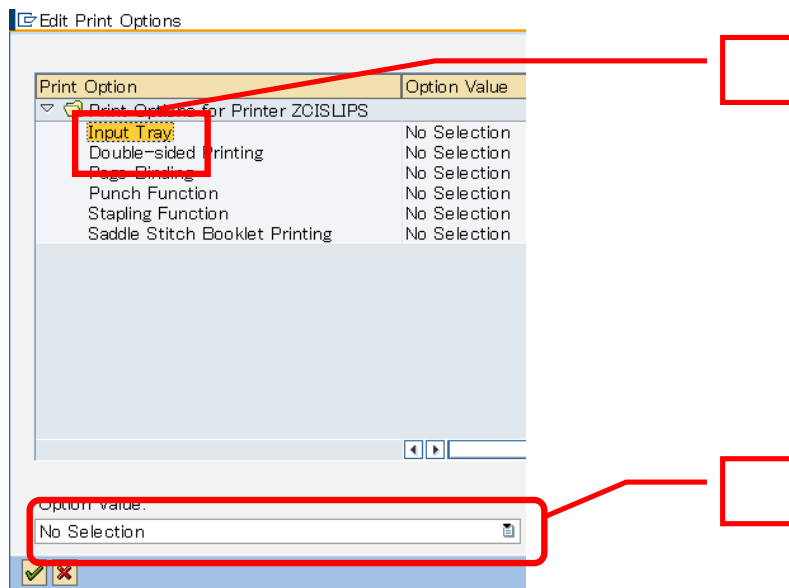 Edit Print Options
Print Option Option Value
Print Options for Printer ZCISLIPS
Input Tray No Selection
Double-sided Printing No Selection
Page Binding No Selection
Punch Function No Selection
Stapling Function No Selection
Saddle Stitch Booklet Printing No Selection
Option Value:
No Selection